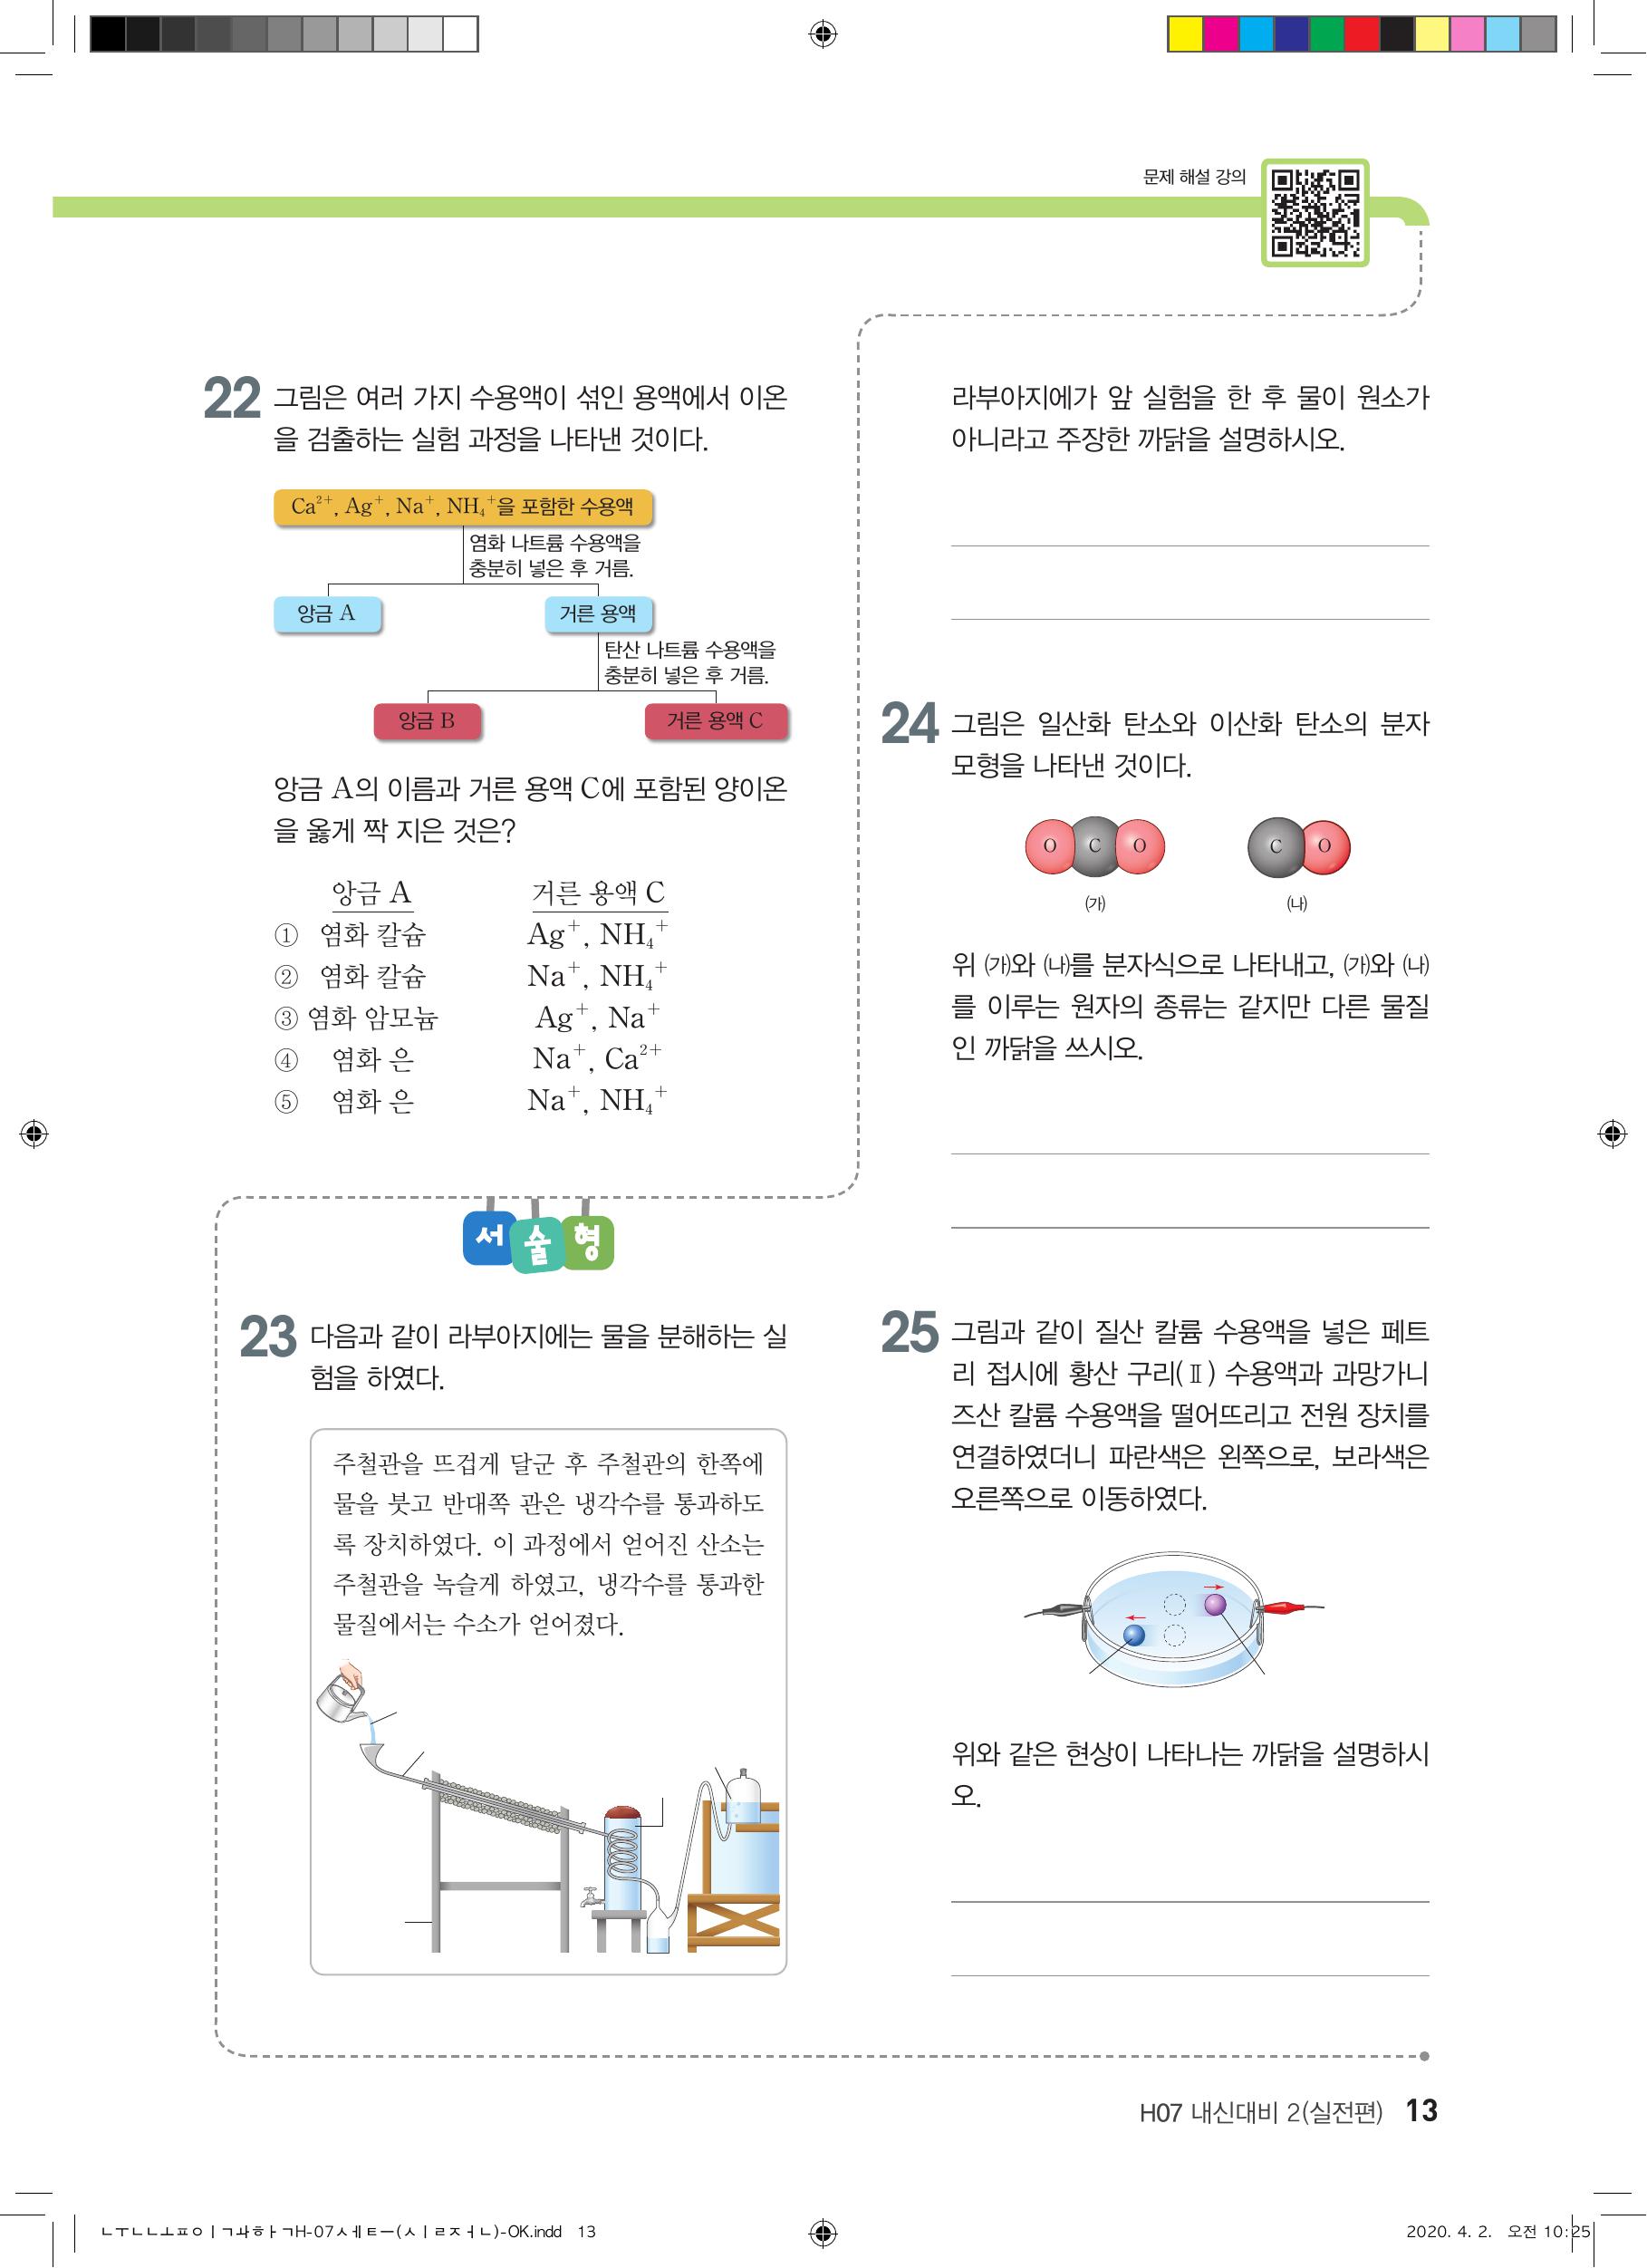 문제 해설 강의
22 그림은 여러 가지 수용액이 섞인 용액에서 이온
을 검출하는 실험 과정을 나타낸 것이다.
Ca²⁺, Ag⁺, Na⁺, NH₄⁺을 포함한 수용액
염화 나트륨 수용액을
충분히 넣은 후 거름.
앙금 A 거른 용액
탄산 나트륨 수용액을
충분히 넣은 후 거름.
앙금 B 거른 용액 C
앙금 A의 이름과 거른 용액 C에 포함된 양이온
을 옳게 짝 지은 것은?
앙금 A 거른 용액 C
① 염화 칼슘 Ag⁺, NH₄⁺
② 염화 칼슘 Na⁺, NH₄⁺
③ 염화 암모늄 Ag⁺, Na⁺
④ 염화 은 Na⁺, Ca²⁺
⑤ 염화 은 Na⁺, NH₄⁺
서술형
23 다음과 같이 라부아지에는 물을 분해하는 실
험을 하였다.
주철관을 뜨겁게 달군 후 주철관의 한쪽에
물을 붓고 반대쪽 관은 냉각수를 통과하도
록 장치하였다. 이 과정에서 얻어진 산소는
주철관을 녹슬게 하였고, 냉각수를 통과한
물질에서는 수소가 얻어졌다.
라부아지에가 앞 실험을 한 후 물이 원소가
아니라고 주장한 까닭을 설명하시오.
24 그림은 일산화 탄소와 이산화 탄소의 분자
모형을 나타낸 것이다.
O C O C O
㈎ ㈏
위 ㈎와 ㈏를 분자식으로 나타내고, ㈎와 ㈏
를 이루는 원자의 종류는 같지만 다른 물질
인 까닭을 쓰시오.
25 그림과 같이 질산 칼륨 수용액을 넣은 페트
리 접시에 황산 구리(Ⅱ) 수용액과 과망가니
즈산 칼륨 수용액을 떨어뜨리고 전원 장치를
연결하였더니 파란색은 왼쪽으로, 보라색은
오른쪽으로 이동하였다.
위와 같은 현상이 나타나는 까닭을 설명하시
오.
H07 내신대비 2(실전편) 13
ㄴㅜㄴㄴㅗㅍㅇㅣㄱㅘㅎㅏㄱH-07ㅅㅔㅌㅡ(ㅅㅣㄹㅈㅓㄴ)-OK.indd 13 2020. 4. 2. 오전 10:25